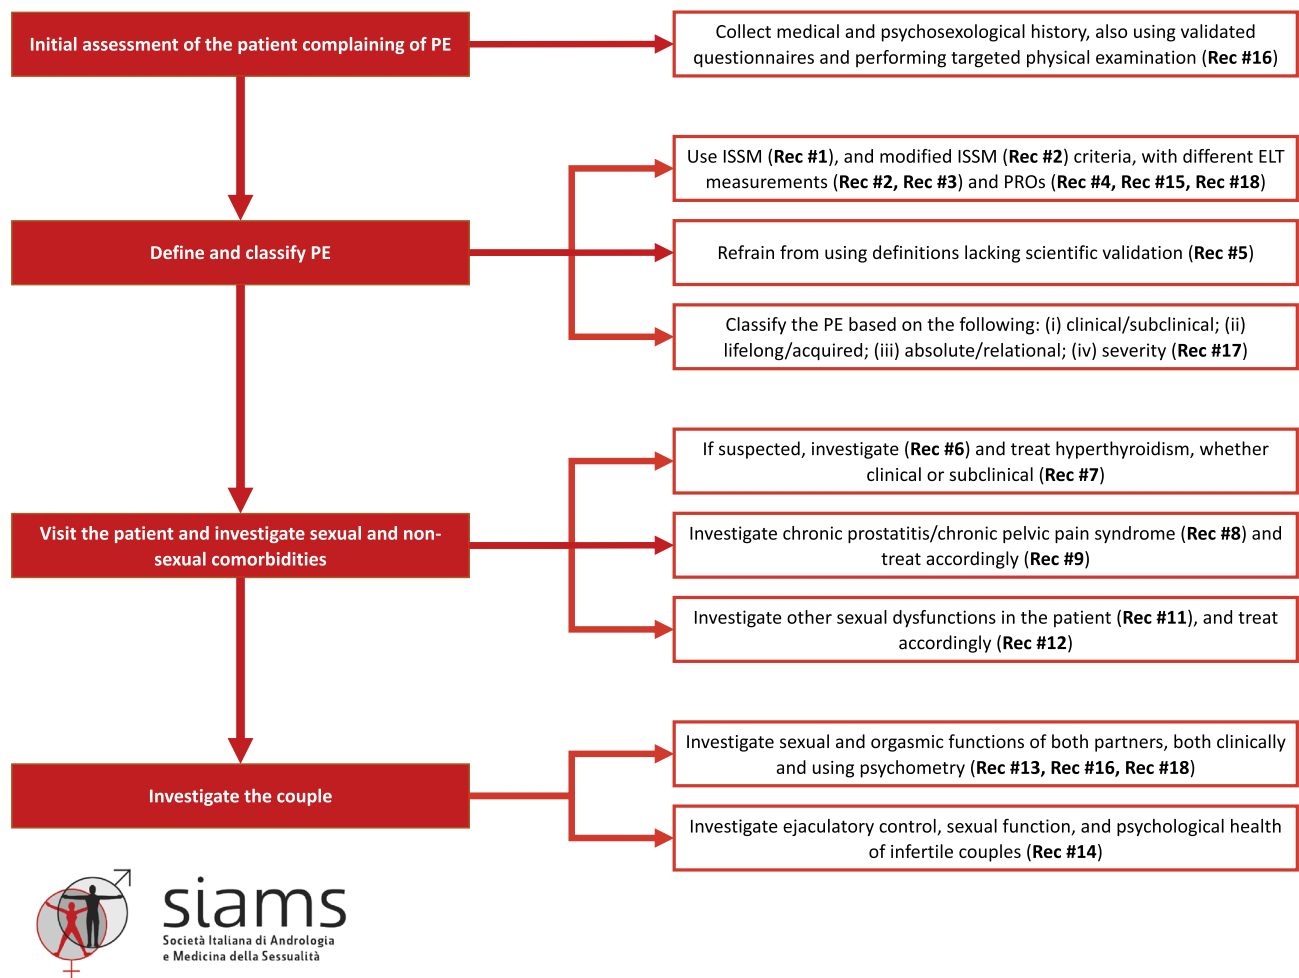 Initial assessment of the patient complaining of PE
Collect medical and psychosexological history, also using validated
questionnaires and performing targeted physical examination (Rec #16)
Use ISSM (Rec #1), and modified ISSM (Rec #2) criteria, with different ELT
measurements (Rec #2, Rec #3) and PROs (Rec #4, Rec #15, Rec #18)
Define and classify PE
Refrain from using definitions lacking scientific validation (Rec #5)
Classify the PE based on the following: (i) clinical/subclinical; (ii)
lifelong/acquired; (iii) absolute/relational; (iv) severity (Rec #17)
If suspected, investigate (Rec #6) and treat hyperthyroidism, whether
clinical or subclinical (Rec #7)
Visit the patient and investigate sexual and non-
sexual comorbidities
Investigate chronic prostatitis/chronic pelvic pain syndrome (Rec #8) and
treat accordingly (Rec #9)
Investigate other sexual dysfunctions in the patient (Rec #11), and treat
accordingly (Rec #12)
Investigate the couple
Investigate sexual and orgasmic functions of both partners, both clinically
and using psychometry (Rec #13, Rec #16, Rec #18)
Investigate ejaculatory control, sexual function, and psychological health
of infertile couples (Rec #14)
siams
Società Italiana di Andrologia
e Medicina della Sessualità